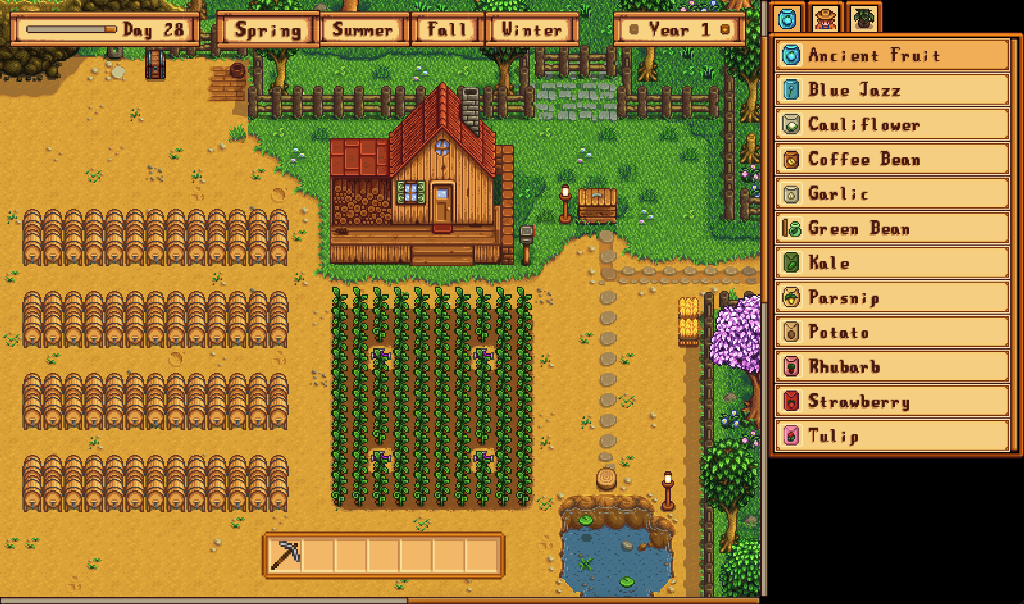 Day 28
Spring
Summer
Fall
Winter
Year 1
Ancient Fruit
Blue Jazz
Cauliflower
Coffee Bean
Garlic
Green Bean
Kale
Parsnip
Potato
Rhubarb
Strawberry
Tulip